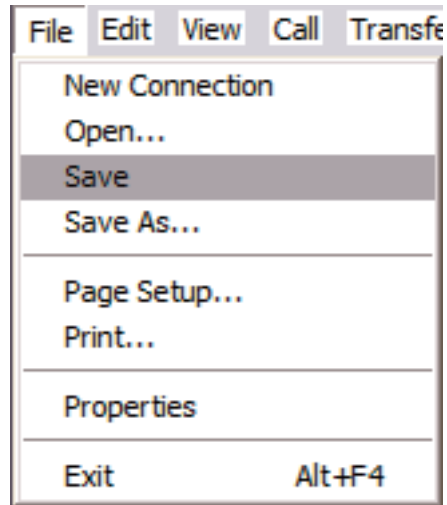 File Edit View Call
New Connection
Open...
Save
Save As...
Page Setup...
Print...
Properties
Exit Alt+F4